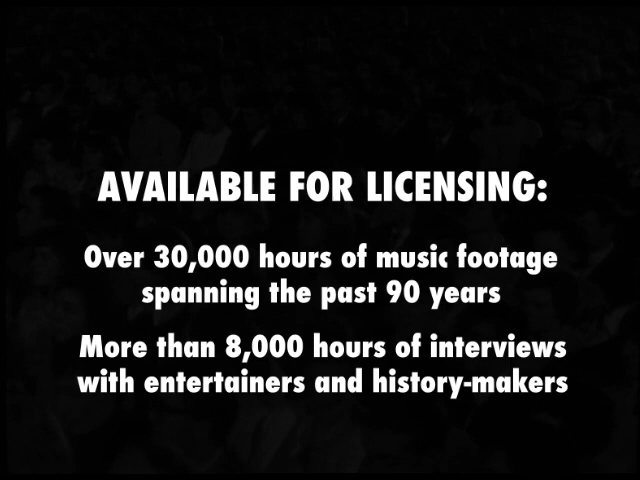 AVAILABLE FOR LICENSING:
Over 30,000 hours of music footage
spanning the past 90 years
More than 8,000 hours of interviews
with entertainers and history-makers